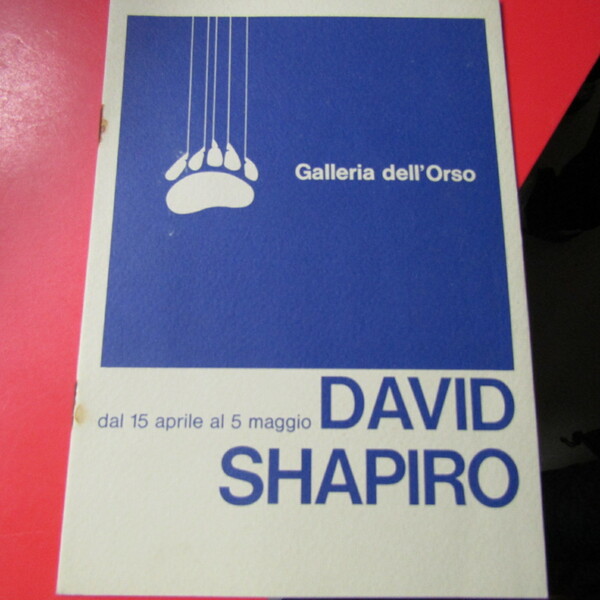 Galleria dell'Orso
dal 15 aprile al 5 maggio DAVID
SHAPIRO